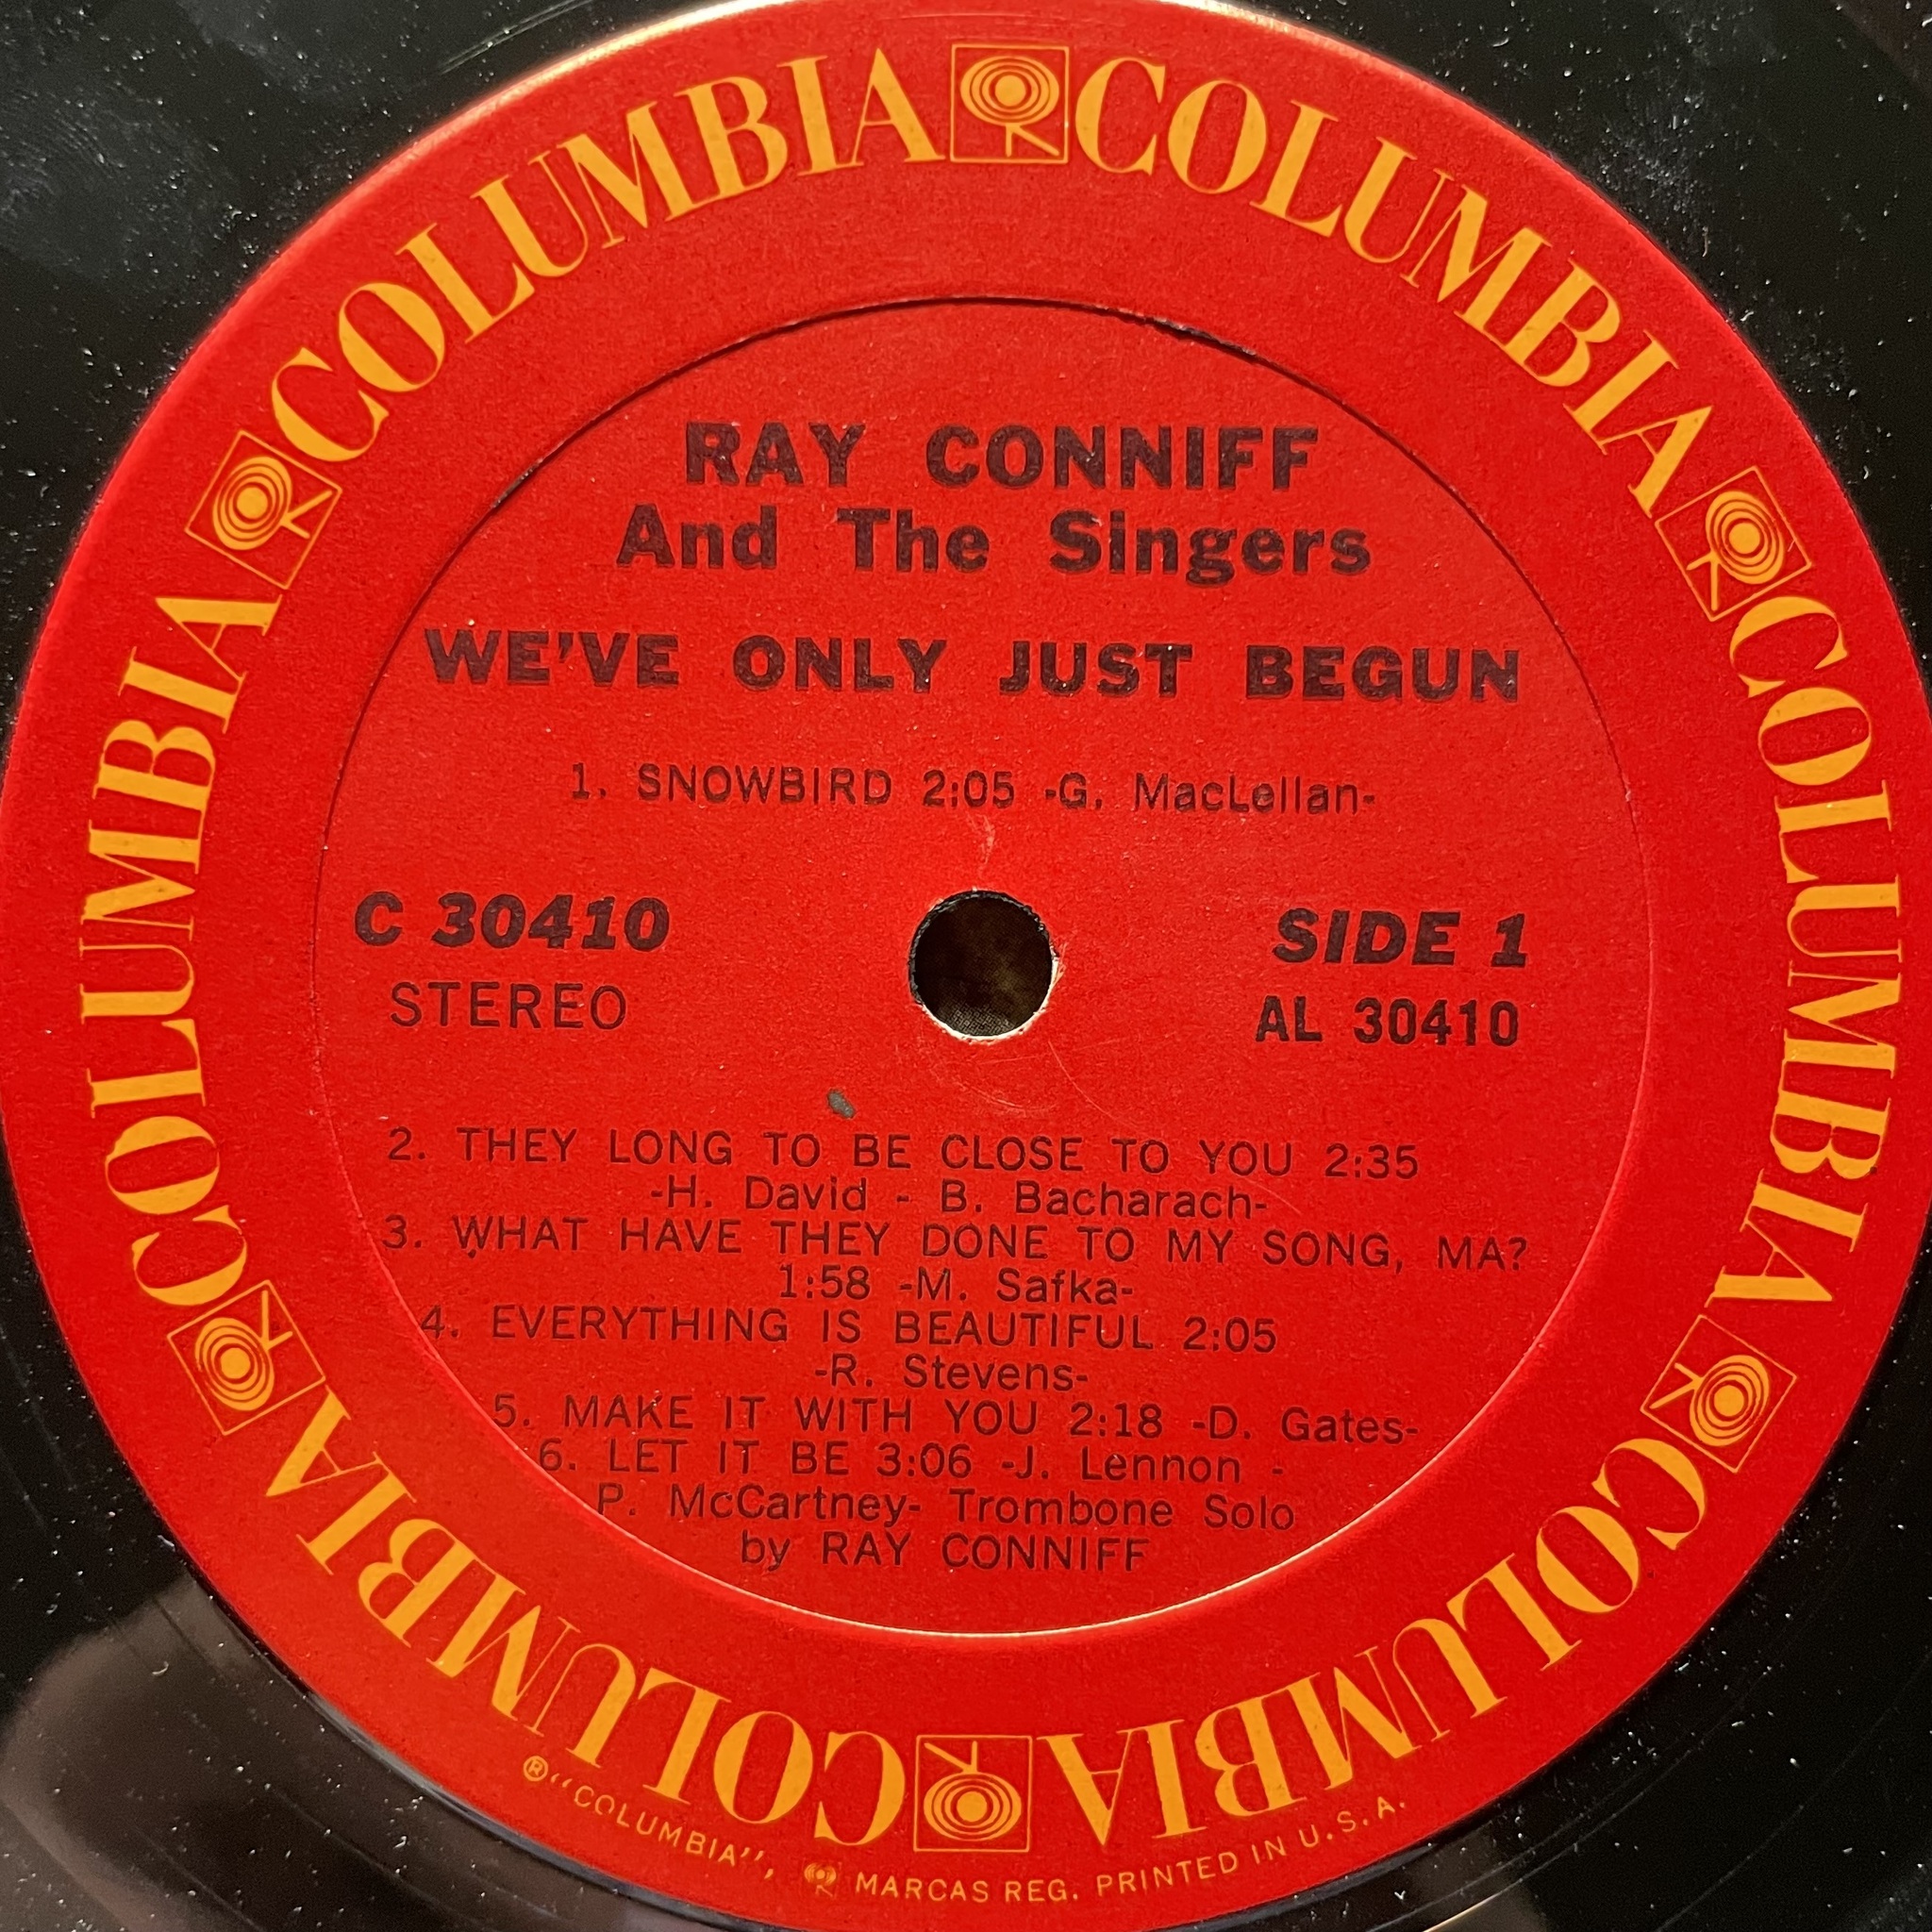 COLUMBIA COLUMBIA COLUMBIA COLUMBIA COLUMBIA COLUMBIA
RAY CONNIFF
And The Singers
WE'VE ONLY JUST BEGUN
1. SNOWBIRD 2:05 -G. MacLellan-
C 30410
STEREO
SIDE 1
AL 30410
2. THEY LONG TO BE CLOSE TO YOU 2:35
-H. David - B. Bacharach-
3. WHAT HAVE THEY DONE TO MY SONG, MA?
1:58 -M. Safka-
4. EVERYTHING IS BEAUTIFUL 2:05
-R. Stevens-
5. MAKE IT WITH YOU 2:18 -D. Gates-
6. LET IT BE 3:06 -J. Lennon -
P. McCartney- Trombone Solo
by RAY CONNIFF
® "COLUMBIA", MARCAS REG. PRINTED IN U.S.A.